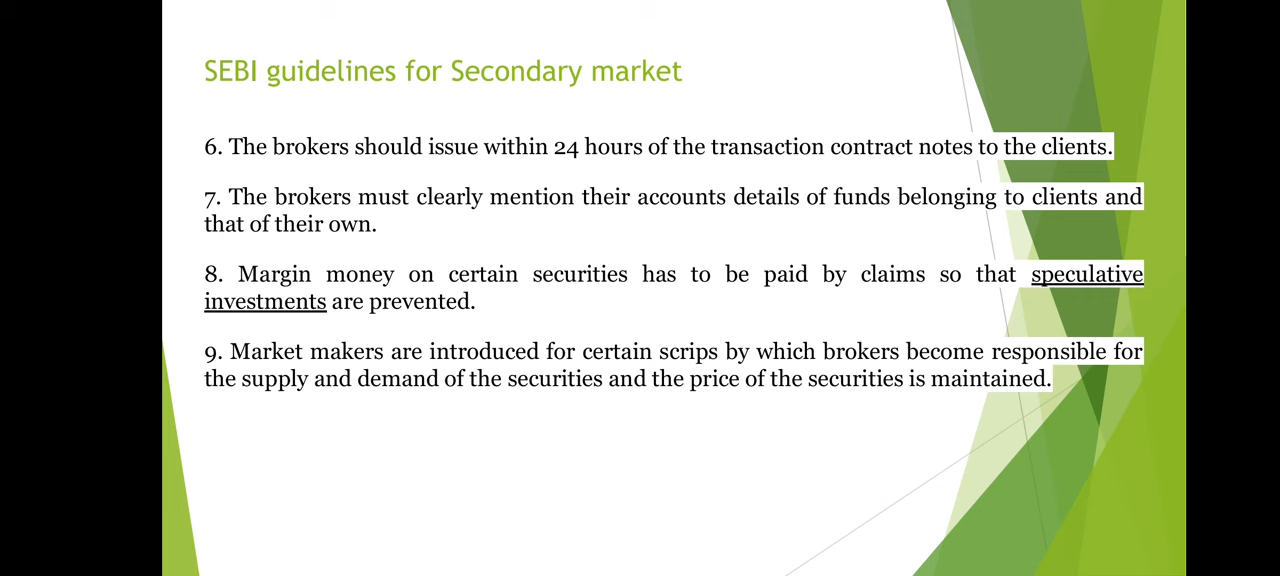 SEBI guidelines for Secondary market
6. The brokers should issue within 24 hours of the transaction contract notes to the clients.
7. The brokers must clearly mention their accounts details of funds belonging to clients and
that of their own.
8. Margin money on certain securities has to be paid by claims so that speculative
investments are prevented.
9. Market makers are introduced for certain scrips by which brokers become responsible for
the supply and demand of the securities and the price of the securities is maintained.